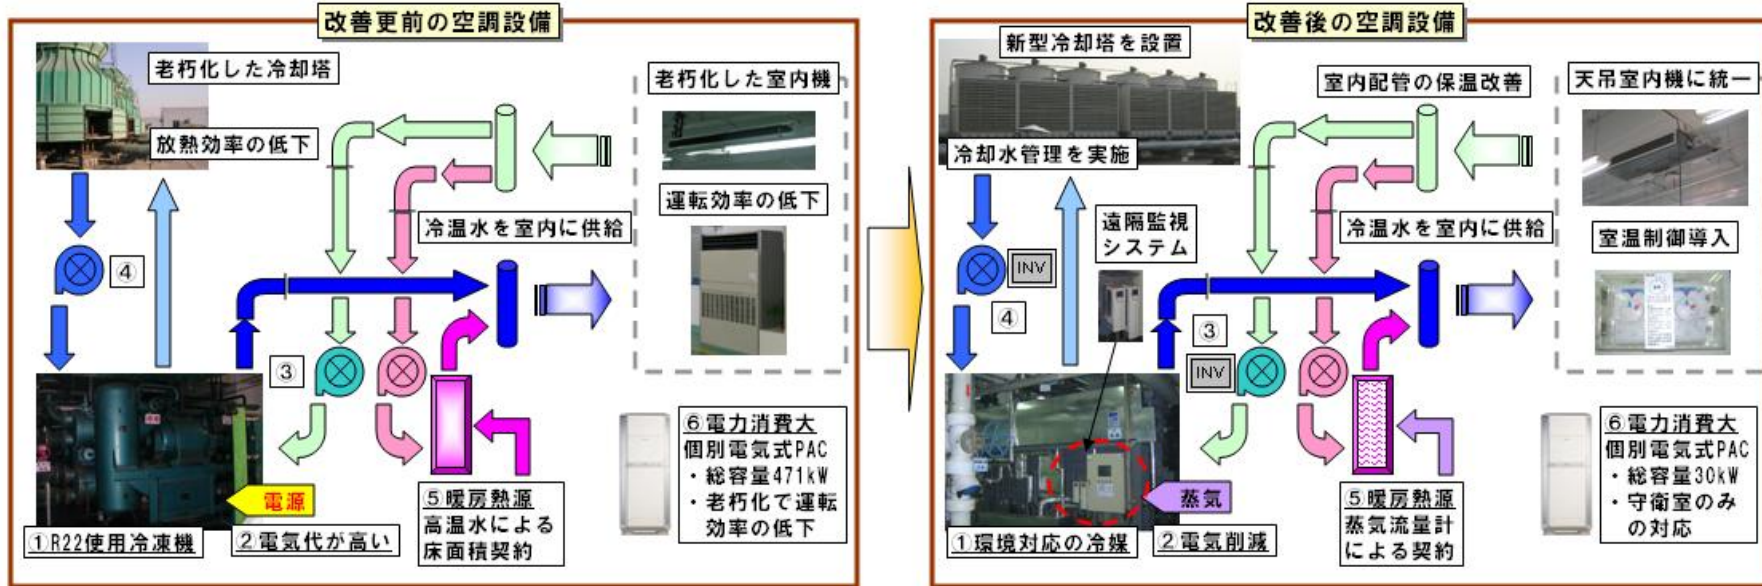 改善更前の空調設備
老朽化した冷却塔
放熱効率の低下
老朽化した室内機
運転効率の低下
冷温水を室内に供給
④
③
電源
①R22使用冷凍機
②電気代が高い
⑤暖房熱源
高温水による
床面積契約
⑥電力消費大
個別電気式PAC
・総容量471kW
・老朽化で運転
効率の低下
改善後の空調設備
新型冷却塔を設置
冷却水管理を実施
室内配管の保温改善
天吊室内機に統一
冷温水を室内に供給
室温制御導入
遠隔監視
システム
INV
④
③
INV
蒸気
①環境対応の冷媒
②電気削減
⑤暖房熱源
蒸気流量計
による契約
⑥電力消費大
個別電気式PAC
・総容量30kW
・守衛室のみ
の対応